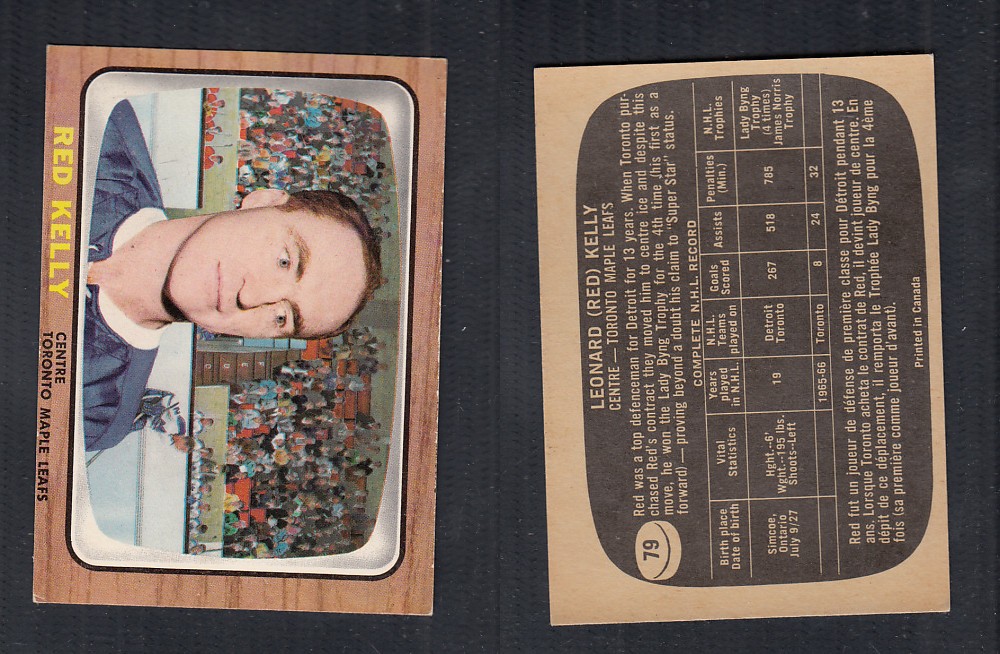 RED KELLY
CENTRE
TORONTO MAPLE LEAFS
79
LEONARD (RED) KELLY
CENTRE — TORONTO MAPLE LEAFS
Red was a top defenceman for Detroit for 13 years. When Toronto pur-
chased Red's contract they moved him to centre ice and despite this
move, he won the Lady Byng Trophy for the 4th time (his first as a
forward) — proving beyond a doubt his claim to "Super Star" status.
COMPLETE N.H.L. RECORD
Birth place Date of birth | Vital Statistics | Years played in N.H.L. | N.H.L. Teams played on | Goals Scored | Assists | Penalties (Min.) | N.H.L. Trophies
Simcoe, Ontario July 9/27 | Hght.--6' Wght.--195 lbs. Shoots--Left | 19 | Detroit Toronto | 267 | 518 | 785 | Lady Byng Trophy (4 times) James Norris Trophy
1965-66 | Toronto | 8 | 24 | 32
Red fut un joueur de défense de première classe pour Détroit pendant 13
ans. Lorsque Toronto acheta le contrat de Red, il devint joueur de centre. En
dépit de ce déplacement, il remporta le Trophée Lady Byng pour la 4ème
fois (sa première comme joueur d'avant).
Printed in Canada